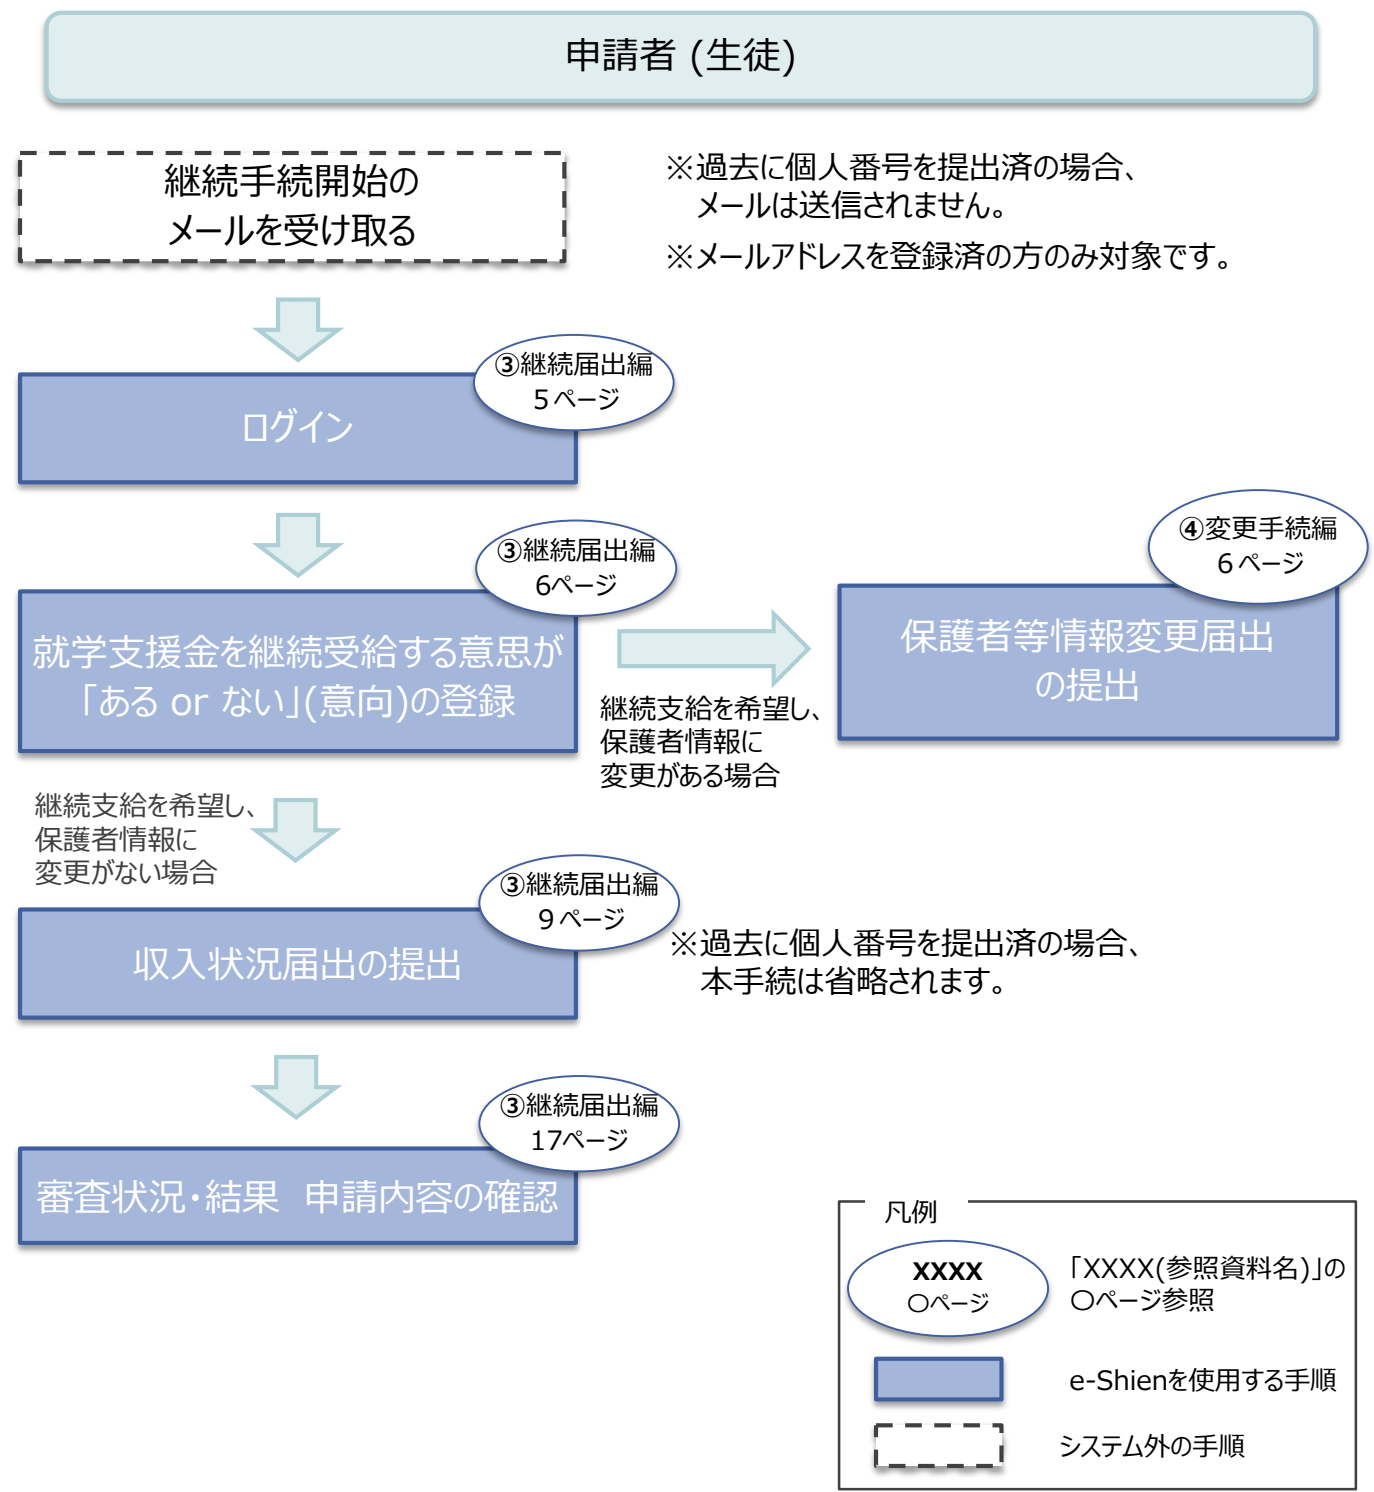 申請者 (生徒)
継続手続開始の
メールを受け取る
※過去に個人番号を提出済の場合、
メールは送信されません。
※メールアドレスを登録済の方のみ対象です。
③継続届出編
5ページ
ログイン
③継続届出編
6ページ
就学支援金を継続受給する意思が
「ある or ない」(意向)の登録
④変更手続編
6ページ
保護者等情報変更届出
の提出
継続支給を希望し、
保護者情報に
変更がある場合
継続支給を希望し、
保護者情報に
変更がない場合
③継続届出編
9ページ
収入状況届出の提出
※過去に個人番号を提出済の場合、
本手続は省略されます。
③継続届出編
17ページ
審査状況・結果　申請内容の確認
凡例
XXXX
〇ページ
「XXXX(参照資料名)」の
〇ページ参照
e-Shienを使用する手順
システム外の手順